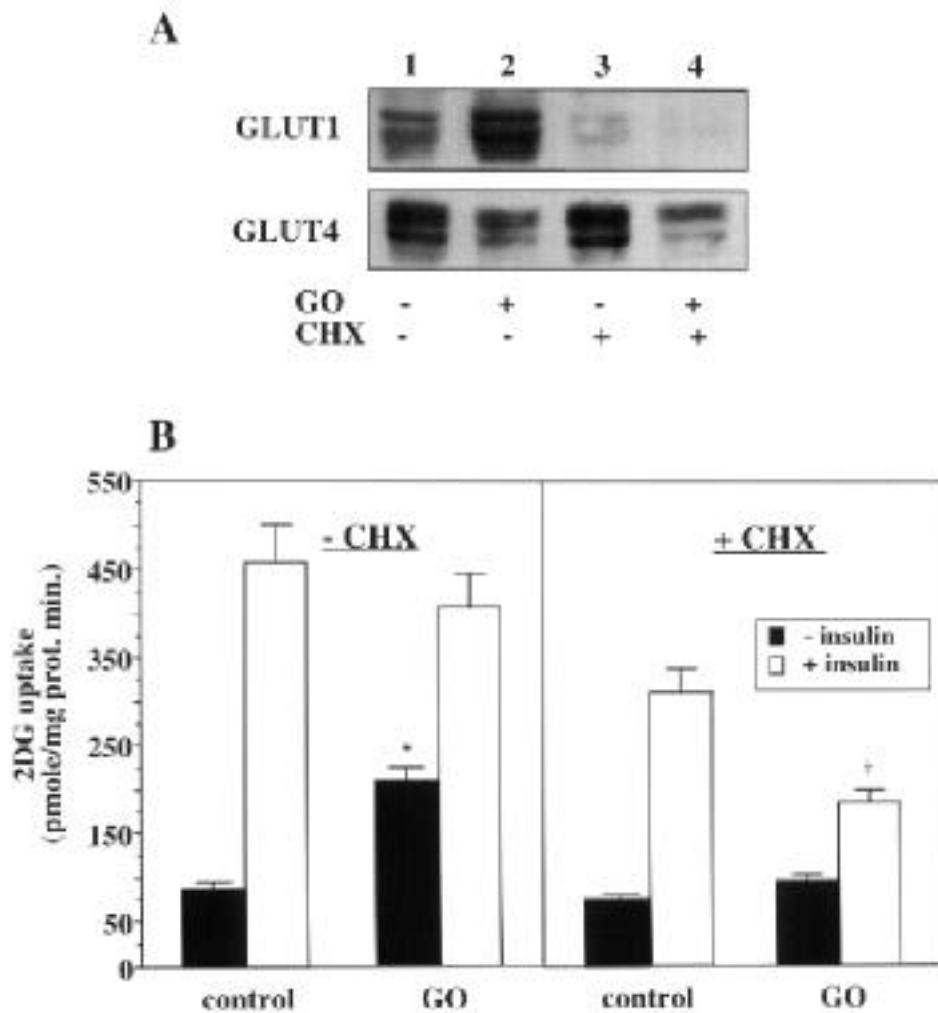 A
1 2 3 4
GLUT1
GLUT4
GO - + - +
CHX - - + +
B
550
450
350
250
150
50
0
2DG uptake
(pmole/mg prot. min.)
- CHX
+ CHX
- insulin
+ insulin
*
†
control GO control GO